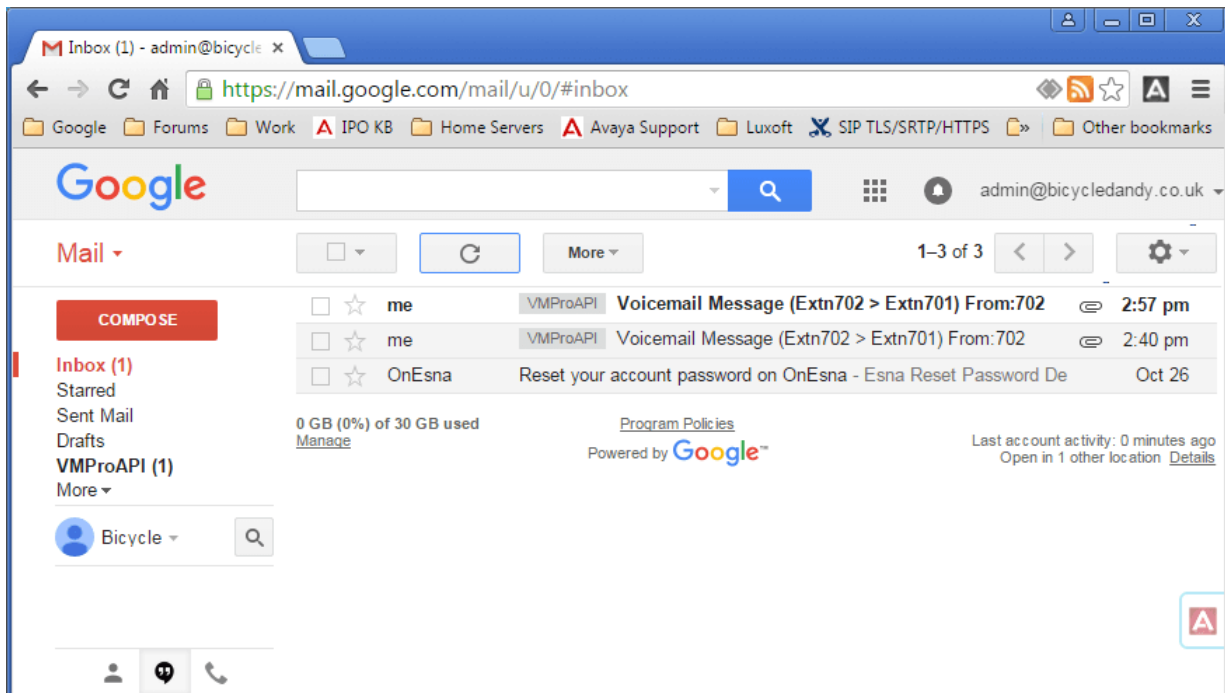 Inbox (1) - admin@bicycle
https://mail.google.com/mail/u/0/#inbox
Google Forums Work IPO KB Home Servers Avaya Support Luxoft SIP TLS/SRTP/HTTPS » Other bookmarks
Google admin@bicycledandy.co.uk
Mail More 1–3 of 3
COMPOSE
Inbox (1)
Starred
Sent Mail
Drafts
VMProAPI (1)
More
Bicycle
me VMProAPI Voicemail Message (Extn702 > Extn701) From:702 2:57 pm
me VMProAPI Voicemail Message (Extn702 > Extn701) From:702 2:40 pm
OnEsna Reset your account password on OnEsna - Esna Reset Password De Oct 26
0 GB (0%) of 30 GB used
Manage
Program Policies
Powered by Google™
Last account activity: 0 minutes ago
Open in 1 other location Details